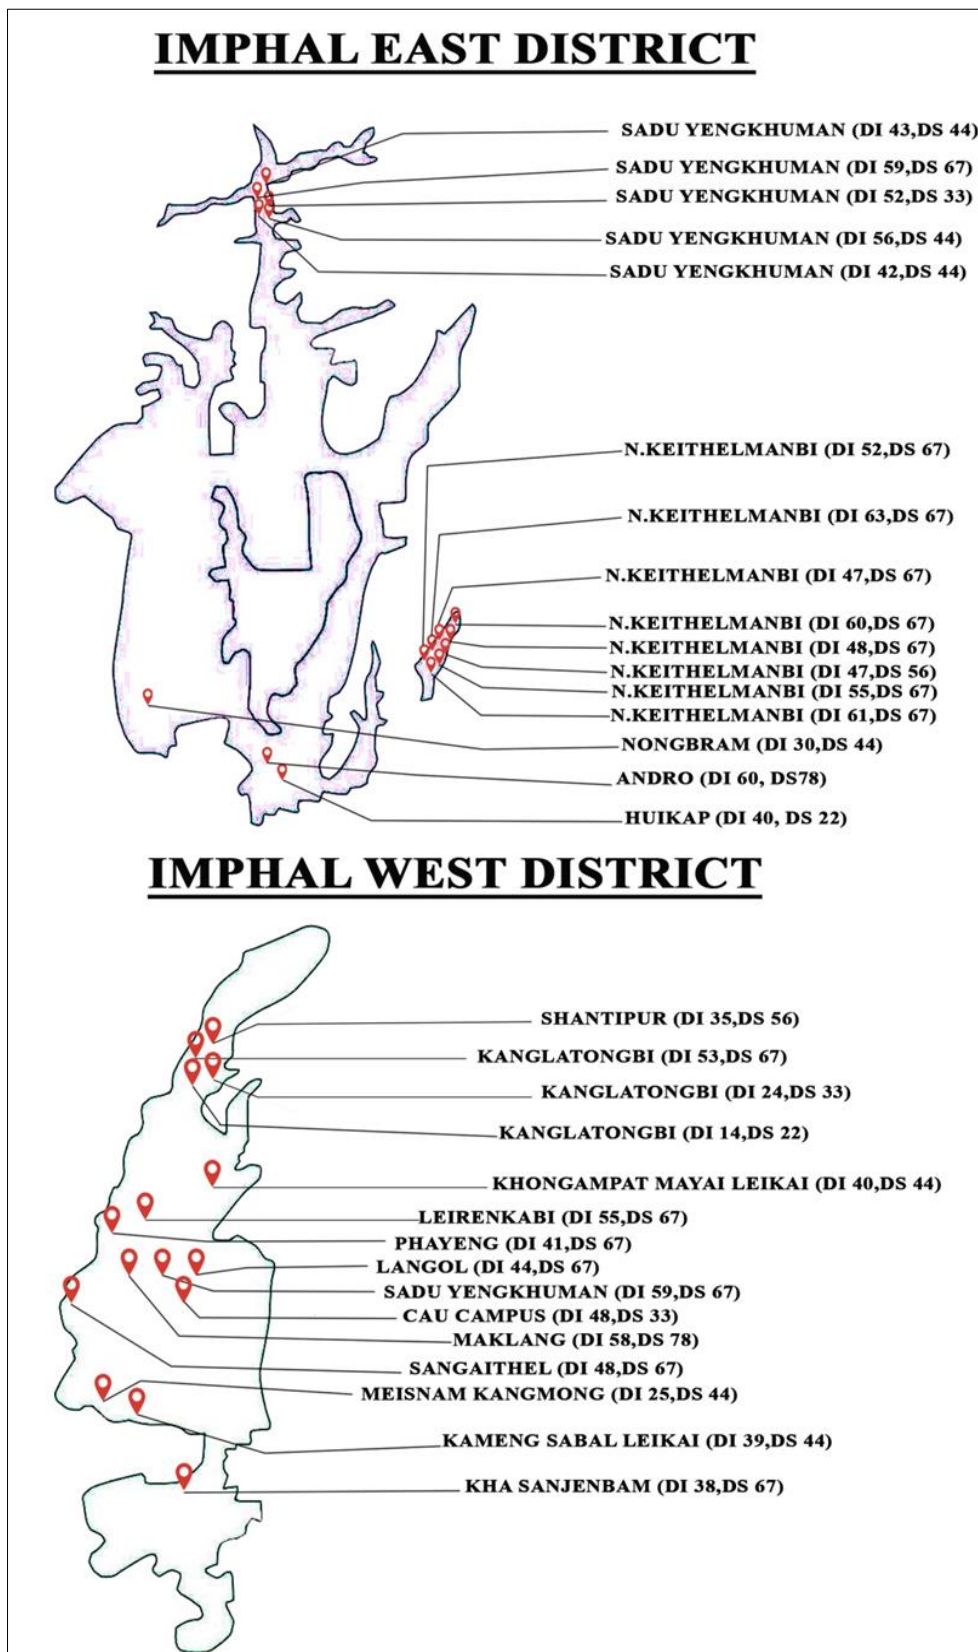 IMPHAL EAST DISTRICT
SADU YENGKHUMAN (DI 43,DS 44)
SADU YENGKHUMAN (DI 59,DS 67)
SADU YENGKHUMAN (DI 52,DS 33)
SADU YENGKHUMAN (DI 56,DS 44)
SADU YENGKHUMAN (DI 42,DS 44)
N.KEITHELMANBI (DI 52,DS 67)
N.KEITHELMANBI (DI 63,DS 67)
N.KEITHELMANBI (DI 47,DS 67)
N.KEITHELMANBI (DI 60,DS 67)
N.KEITHELMANBI (DI 48,DS 67)
N.KEITHELMANBI (DI 47,DS 56)
N.KEITHELMANBI (DI 55,DS 67)
N.KEITHELMANBI (DI 61,DS 67)
NONGBRAM (DI 30,DS 44)
ANDRO (DI 60, DS78)
HUIKAP (DI 40, DS 22)
IMPHAL WEST DISTRICT
SHANTIPUR (DI 35,DS 56)
KANGLATONGBI (DI 53,DS 67)
KANGLATONGBI (DI 24,DS 33)
KANGLATONGBI (DI 14,DS 22)
KHONGAMPAT MAYAI LEIKAI (DI 40,DS 44)
LEIRENKABI (DI 55,DS 67)
PHAYENG (DI 41,DS 67)
LANGOL (DI 44,DS 67)
SADU YENGKHUMAN (DI 59,DS 67)
CAU CAMPUS (DI 48,DS 33)
MAKLANG (DI 58,DS 78)
SANGAITHEL (DI 48,DS 67)
MEISNAM KANGMONG (DI 25,DS 44)
KAMENG SABAL LEIKAI (DI 39,DS 44)
KHA SANJENBAM (DI 38,DS 67)